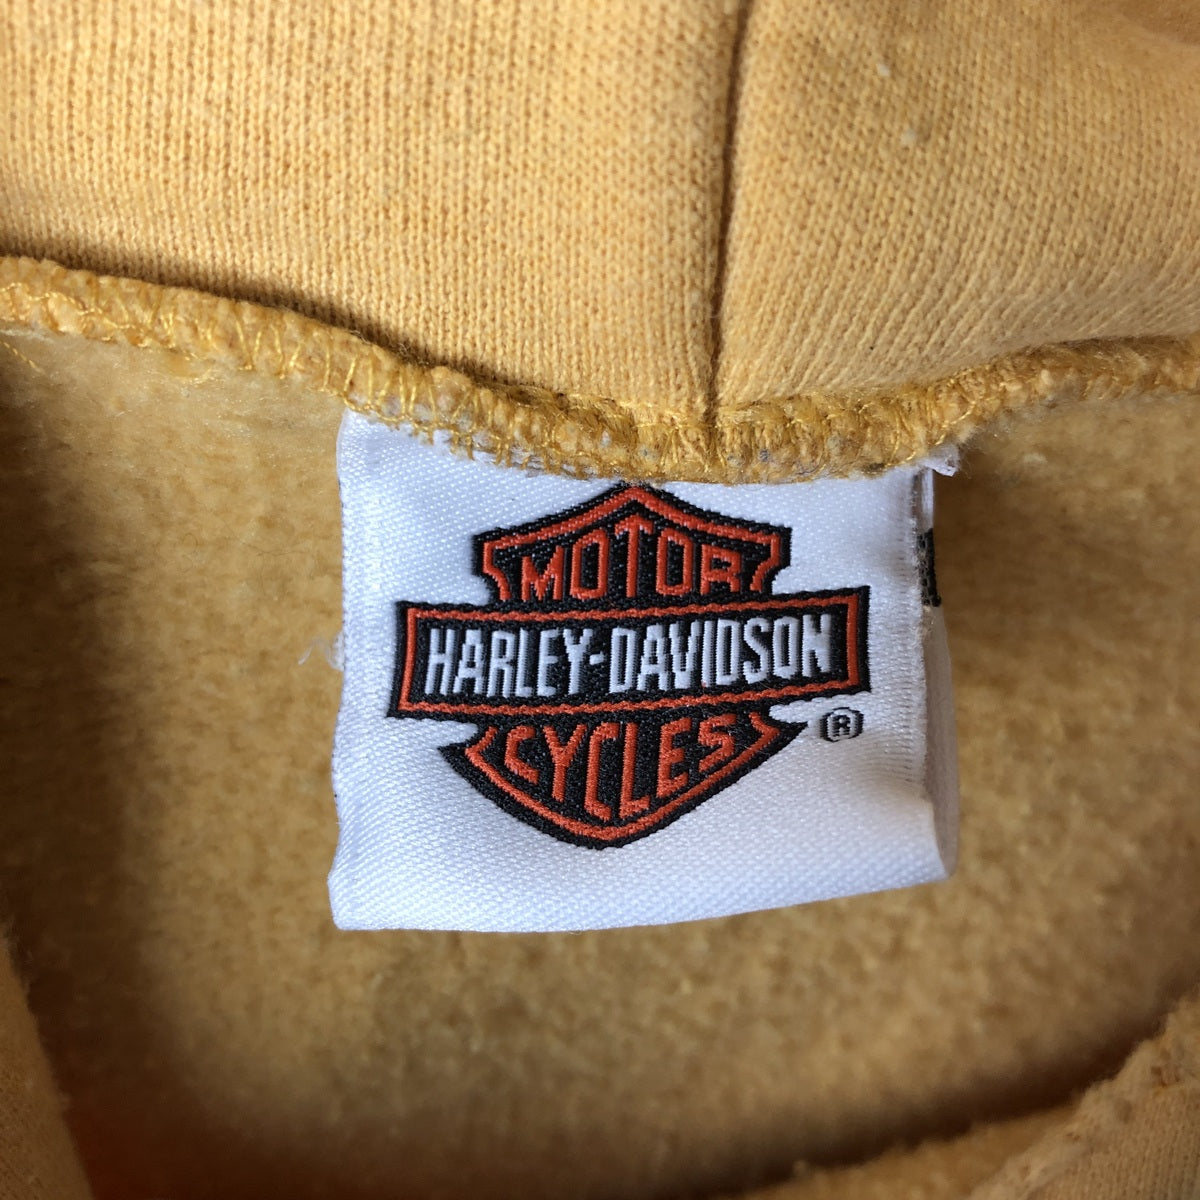 MOTOR
HARLEY-DAVIDSON
CYCLES
®